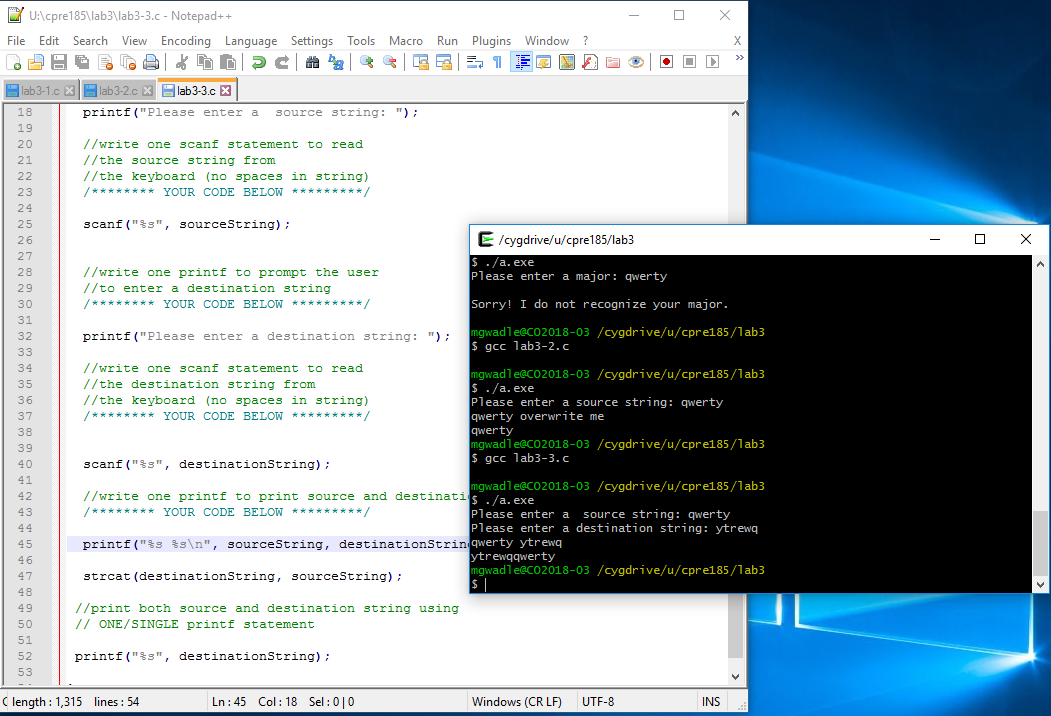 U:\cpre185\lab3\lab3-3.c - Notepad++
File Edit Search View Encoding Language Settings Tools Macro Run Plugins Window ? X
lab3-1.c lab3-2.c lab3-3.c
18 printf("Please enter a  source string: ");
19
20 //write one scanf statement to read
21 //the source string from
22 //the keyboard (no spaces in string)
23 /******** YOUR CODE BELOW *********/
24
25 scanf("%s", sourceString);
26
27
28 //write one printf to prompt the user
29 //to enter a destination string
30 /******** YOUR CODE BELOW *********/
31
32 printf("Please enter a destination string: ");
33
34 //write one scanf statement to read
35 //the destination string from
36 //the keyboard (no spaces in string)
37 /******** YOUR CODE BELOW *********/
38
39
40 scanf("%s", destinationString);
41
42 //write one printf to print source and destinati
43 /******** YOUR CODE BELOW *********/
44
45 printf("%s %s\n", sourceString, destinationString
46
47 strcat(destinationString, sourceString);
48
49 //print both source and destination string using
50 // ONE/SINGLE printf statement
51
52 printf("%s", destinationString);
53
C length : 1,315 lines : 54 Ln : 45 Col : 18 Sel : 0 | 0 Windows (CR LF) UTF-8 INS
/cygdrive/u/cpre185/lab3
$ ./a.exe
Please enter a major: qwerty
Sorry! I do not recognize your major.
mgwadle@CO2018-03 /cygdrive/u/cpre185/lab3
$ gcc lab3-2.c
mgwadle@CO2018-03 /cygdrive/u/cpre185/lab3
$ ./a.exe
Please enter a source string: qwerty
qwerty overwrite me
qwerty
mgwadle@CO2018-03 /cygdrive/u/cpre185/lab3
$ gcc lab3-3.c
mgwadle@CO2018-03 /cygdrive/u/cpre185/lab3
$ ./a.exe
Please enter a  source string: qwerty
Please enter a destination string: ytrewq
qwerty ytrewq
ytrewqqwerty
mgwadle@CO2018-03 /cygdrive/u/cpre185/lab3
$